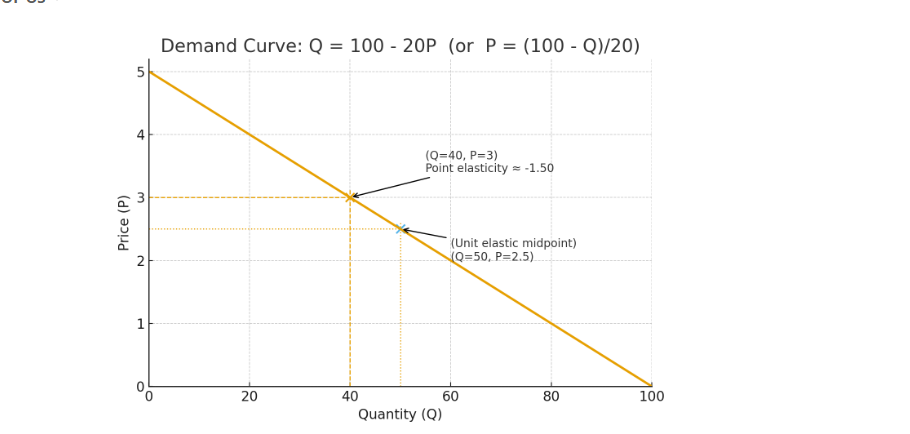 Demand Curve: Q = 100 - 20P (or P = (100 - Q)/20)
5
4
3
2
1
0
Price (P)
(Q=40, P=3)
Point elasticity ≈ -1.50
(Unit elastic midpoint)
(Q=50, P=2.5)
0 20 40 60 80 100
Quantity (Q)